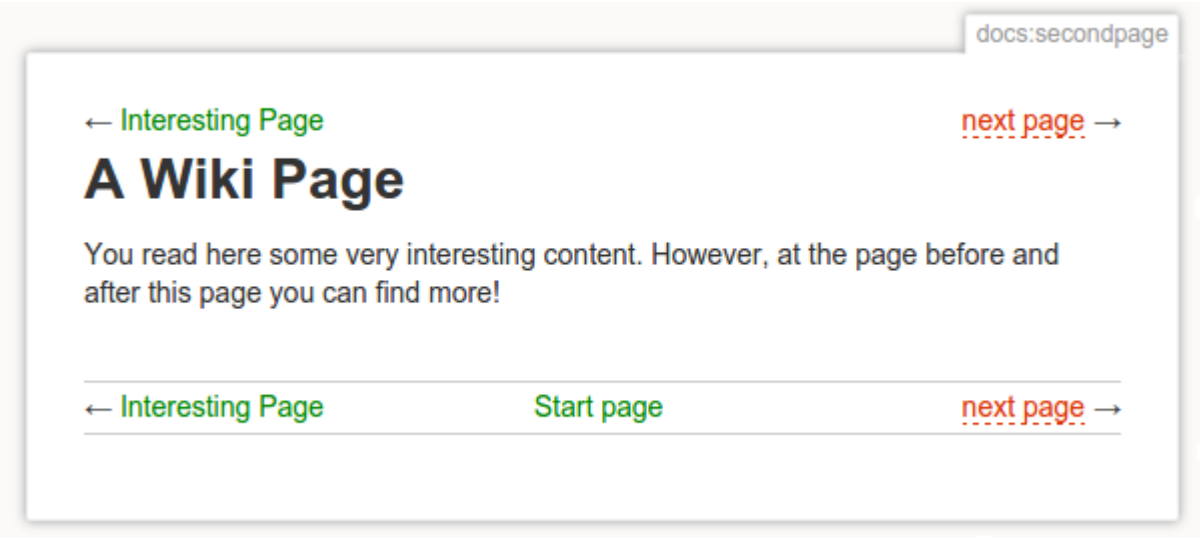 docs:secondpage
← Interesting Page next page →
A Wiki Page
You read here some very interesting content. However, at the page before and
after this page you can find more!
← Interesting Page Start page next page →